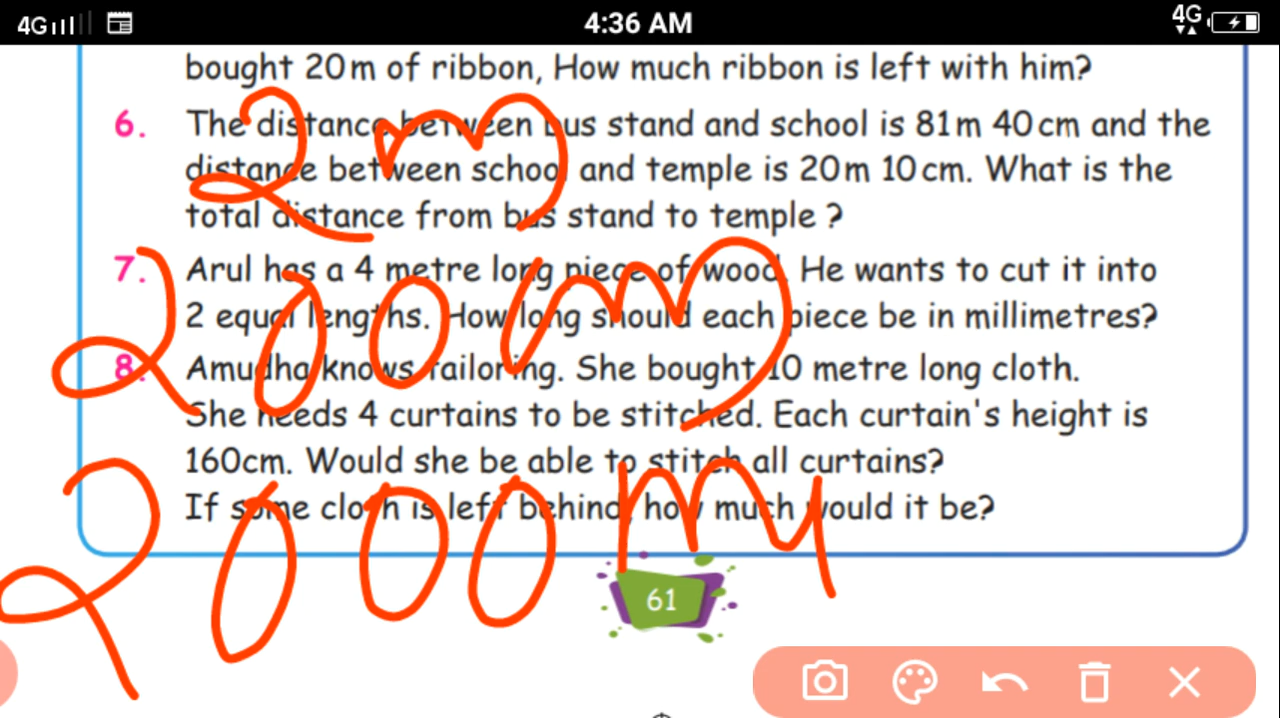 4G 4:36 AM 4G
bought 20m of ribbon, How much ribbon is left with him?
6. The distance between bus stand and school is 81m 40cm and the
distance between school and temple is 20m 10cm. What is the
total distance from bus stand to temple ?
7. Arul has a 4 metre long piece of wood. He wants to cut it into
2 equal lengths. How long should each piece be in millimetres?
8. Amudha knows tailoring. She bought 10 metre long cloth.
She needs 4 curtains to be stitched. Each curtain's height is
160cm. Would she be able to stitch all curtains?
If some cloth is left behind, how much would it be?
61
2m
200m
2000m